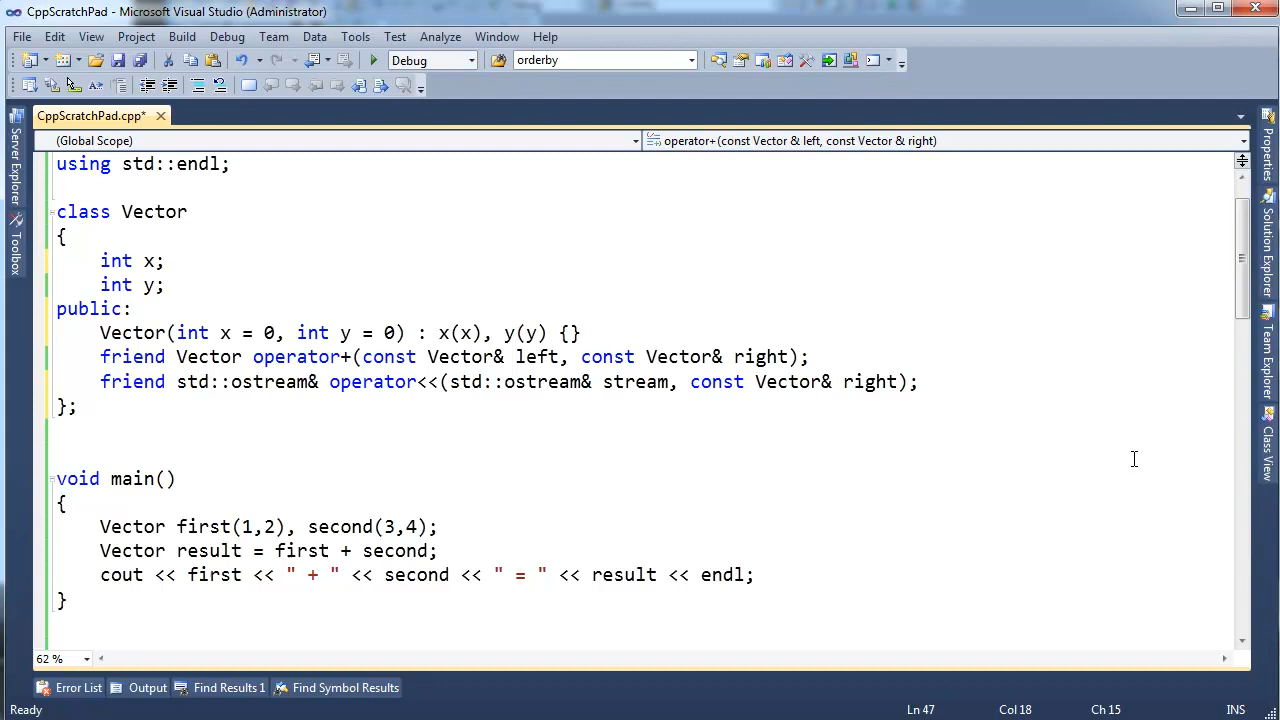 CppScratchPad - Microsoft Visual Studio (Administrator)
File Edit View Project Build Debug Team Data Tools Test Analyze Window Help
Debug orderby
CppScratchPad.cpp*
(Global Scope) operator+(const Vector & left, const Vector & right)
using std::endl;
class Vector
{
int x;
int y;
public:
Vector(int x = 0, int y = 0) : x(x), y(y) {}
friend Vector operator+(const Vector& left, const Vector& right);
friend std::ostream& operator<<(std::ostream& stream, const Vector& right);
};
void main()
{
Vector first(1,2), second(3,4);
Vector result = first + second;
cout << first << " + " << second << " = " << result << endl;
}
Server Explorer
Toolbox
Properties
Solution Explorer
Team Explorer
Class View
62 %
Error List Output Find Results 1 Find Symbol Results
Ready Ln 47 Col 18 Ch 15 INS